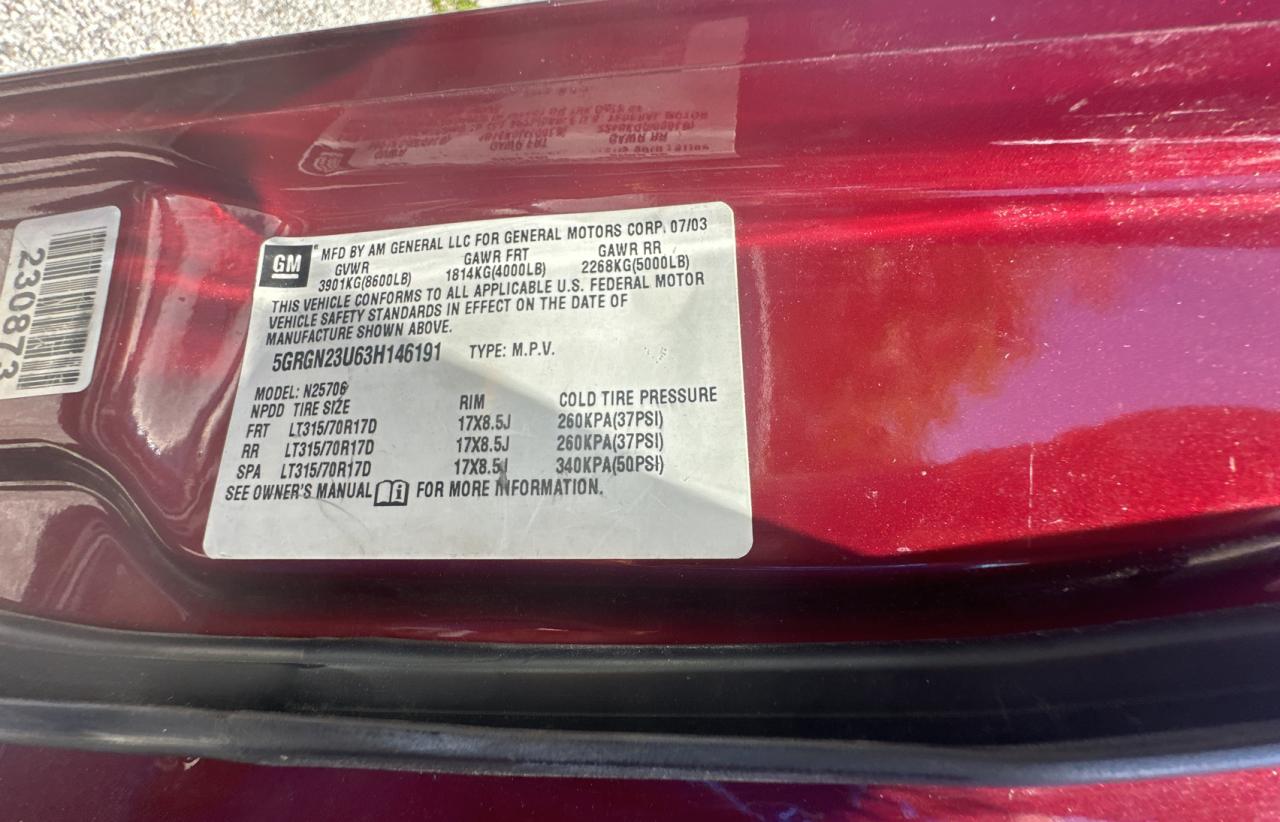 GM
® MFD BY AM GENERAL LLC FOR GENERAL MOTORS CORP. 07/03
GVWR GAWR FRT GAWR RR
3901KG(8600LB) 1814KG(4000LB) 2268KG(5000LB)
THIS VEHICLE CONFORMS TO ALL APPLICABLE U.S. FEDERAL MOTOR
VEHICLE SAFETY STANDARDS IN EFFECT ON THE DATE OF
MANUFACTURE SHOWN ABOVE.
5GRGN23U63H146191 TYPE: M.P.V.
MODEL: N25706
NPDD TIRE SIZE RIM COLD TIRE PRESSURE
FRT LT315/70R17D 17X8.5J 260KPA(37PSI)
RR LT315/70R17D 17X8.5J 260KPA(37PSI)
SPA LT315/70R17D 17X8.5J 340KPA(50PSI)
SEE OWNER'S MANUAL FOR MORE INFORMATION.
230873